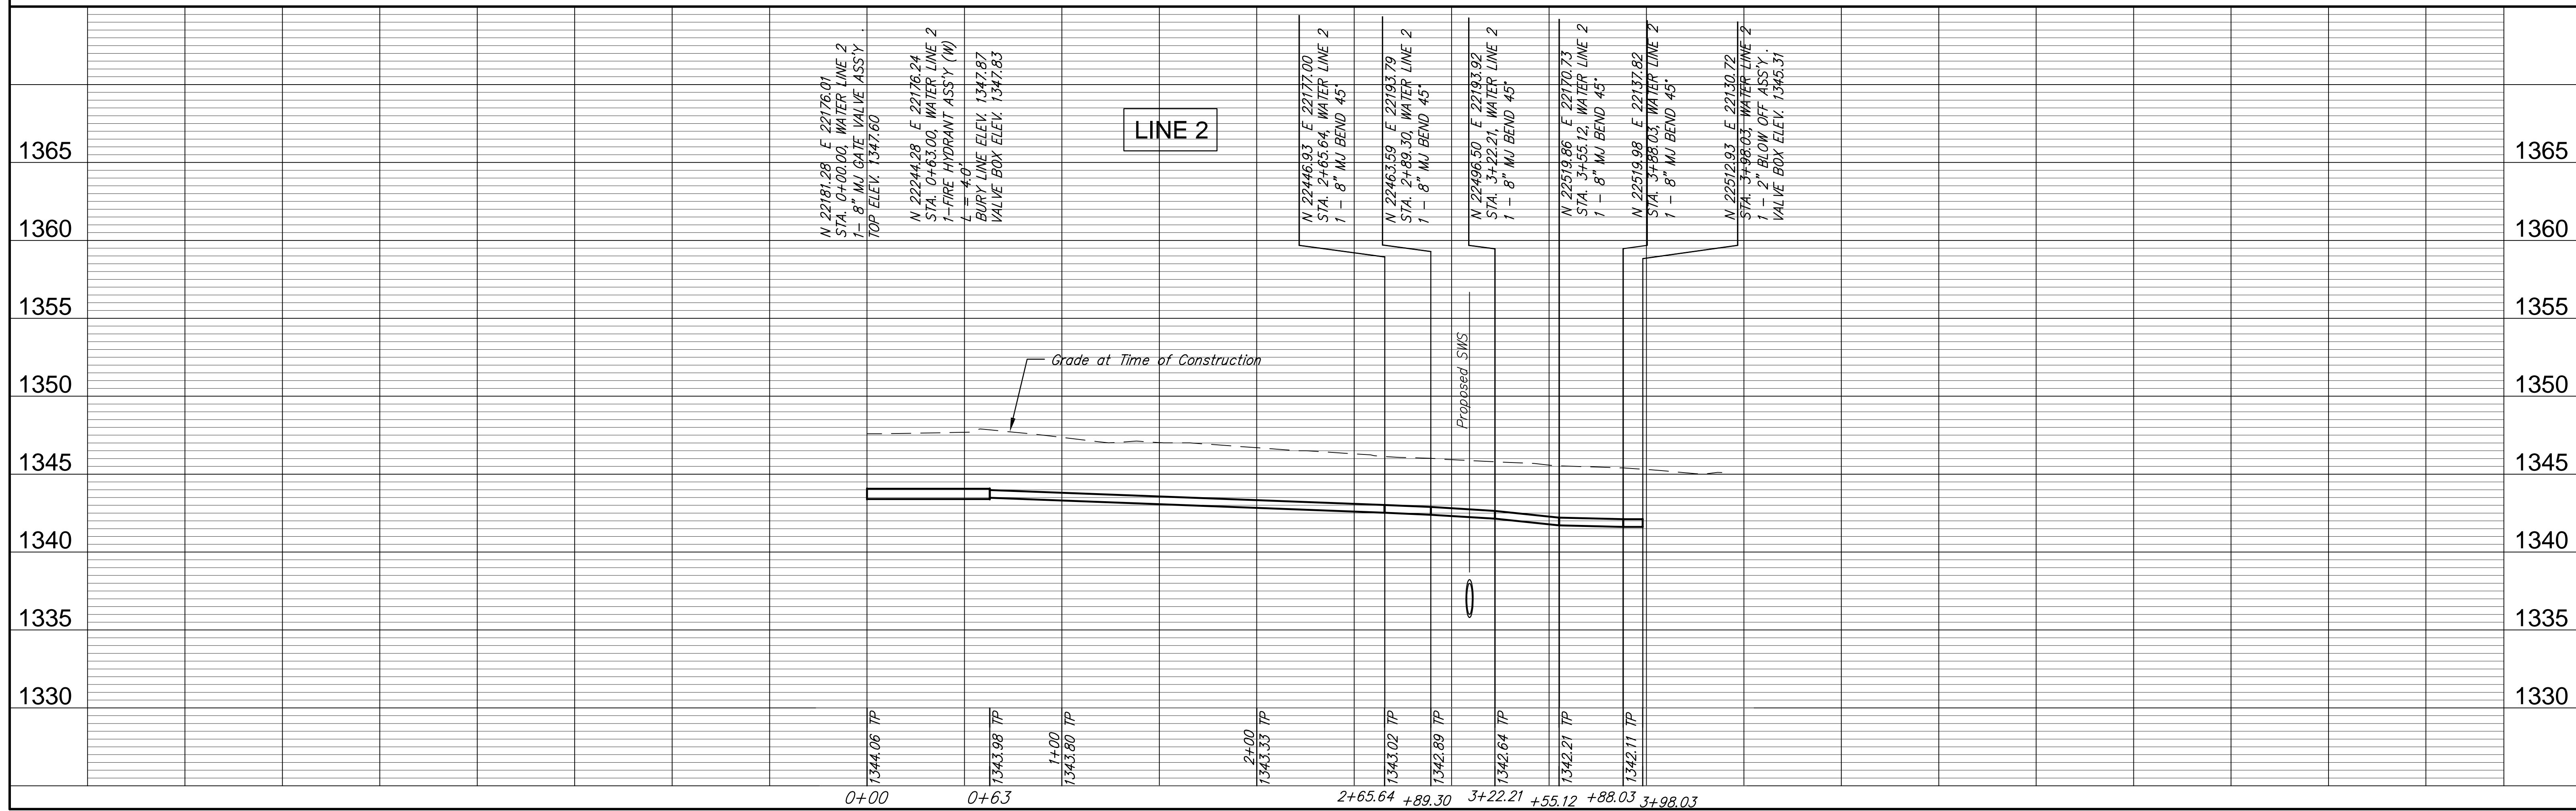 N 22181.28  E 22176.01
STA. 0+00.00, WATER LINE 2
1- 8" MJ GATE VALVE ASS'Y .
TOP ELEV. 1347.60
N 22244.28  E 22176.24
STA. 0+63.00, WATER LINE 2
1-FIRE HYDRANT ASS'Y (W)
L = 4.0'
BURY LINE ELEV. 1347.87
VALVE BOX ELEV. 1347.83
LINE 2
N 22446.93  E 22177.00
STA. 2+65.64, WATER LINE 2
1 - 8" MJ BEND 45°
N 22463.59  E 22193.79
STA. 2+89.30, WATER LINE 2
1 - 8" MJ BEND 45°
N 22496.50  E 22193.92
STA. 3+22.21, WATER LINE 2
1 - 8" MJ BEND 45°
N 22519.86  E 22170.73
STA. 3+55.12, WATER LINE 2
1 - 8" MJ BEND 45°
N 22519.98  E 22137.82
STA. 3+88.03, WATER LINE 2
1 - 8" MJ BEND 45°
N 22512.93  E 22130.72
STA. 3+98.03, WATER LINE 2
1 - 2" BLOW OFF ASS'Y .
VALVE BOX ELEV. 1345.31
1365 1365
1360 1360
1355 1355
Proposed SWS
Grade at Time of Construction
1350 1350
1345 1345
1340 1340
1335 1335
1330 1330
1344.06 TP
1343.98 TP
1+00
1343.80 TP
2+00
1343.33 TP
1343.02 TP
1342.89 TP
1342.64 TP
1342.21 TP
1342.11 TP
0+00 0+63 2+65.64 +89.30 3+22.21 +55.12 +88.03 3+98.03